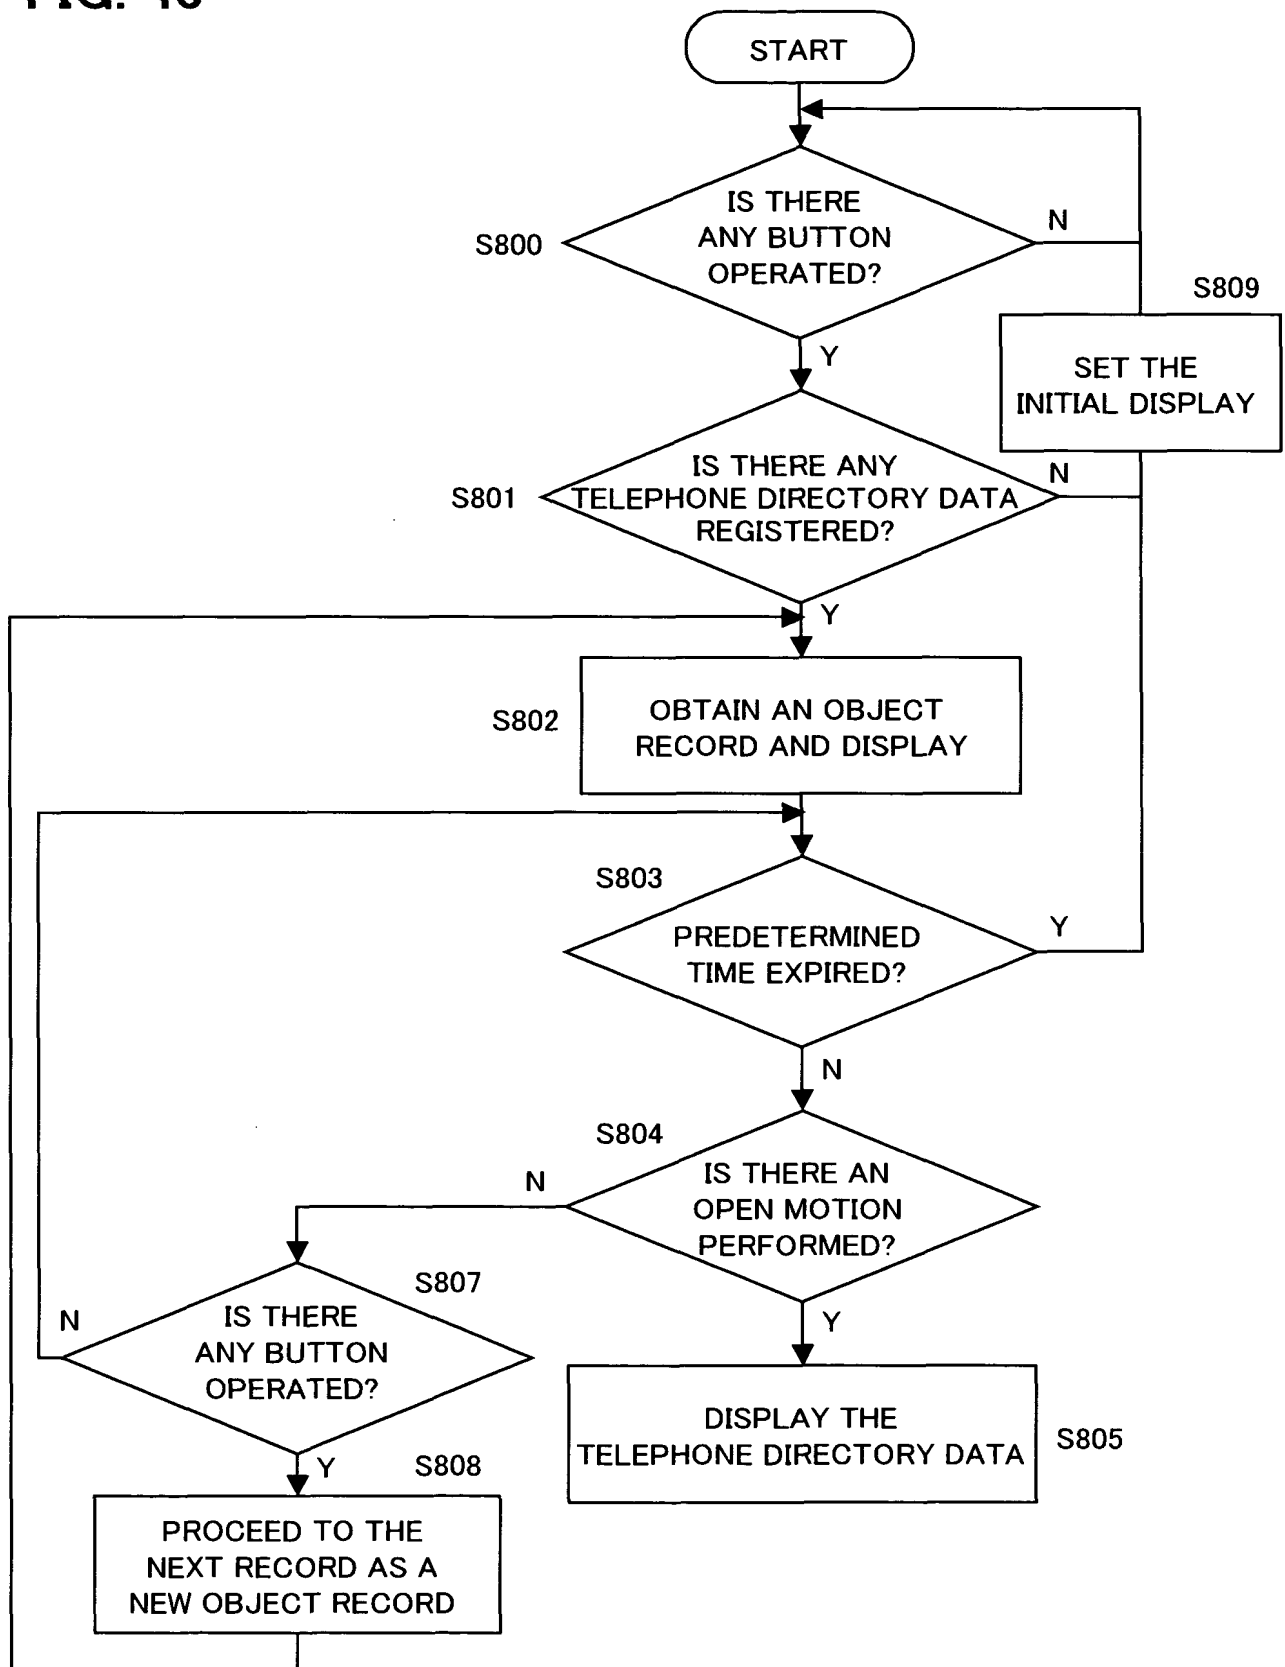 START
IS THERE
ANY BUTTON
OPERATED?
S800
N
Y
S809
SET THE
INITIAL DISPLAY
IS THERE ANY
TELEPHONE DIRECTORY DATA
REGISTERED?
S801
N
Y
S802
OBTAIN AN OBJECT
RECORD AND DISPLAY
S803
PREDETERMINED
TIME EXPIRED?
Y
N
S804
IS THERE AN
OPEN MOTION
PERFORMED?
N
Y
S807
IS THERE
ANY BUTTON
OPERATED?
N
Y
DISPLAY THE
TELEPHONE DIRECTORY DATA
S805
S808
PROCEED TO THE
NEXT RECORD AS A
NEW OBJECT RECORD